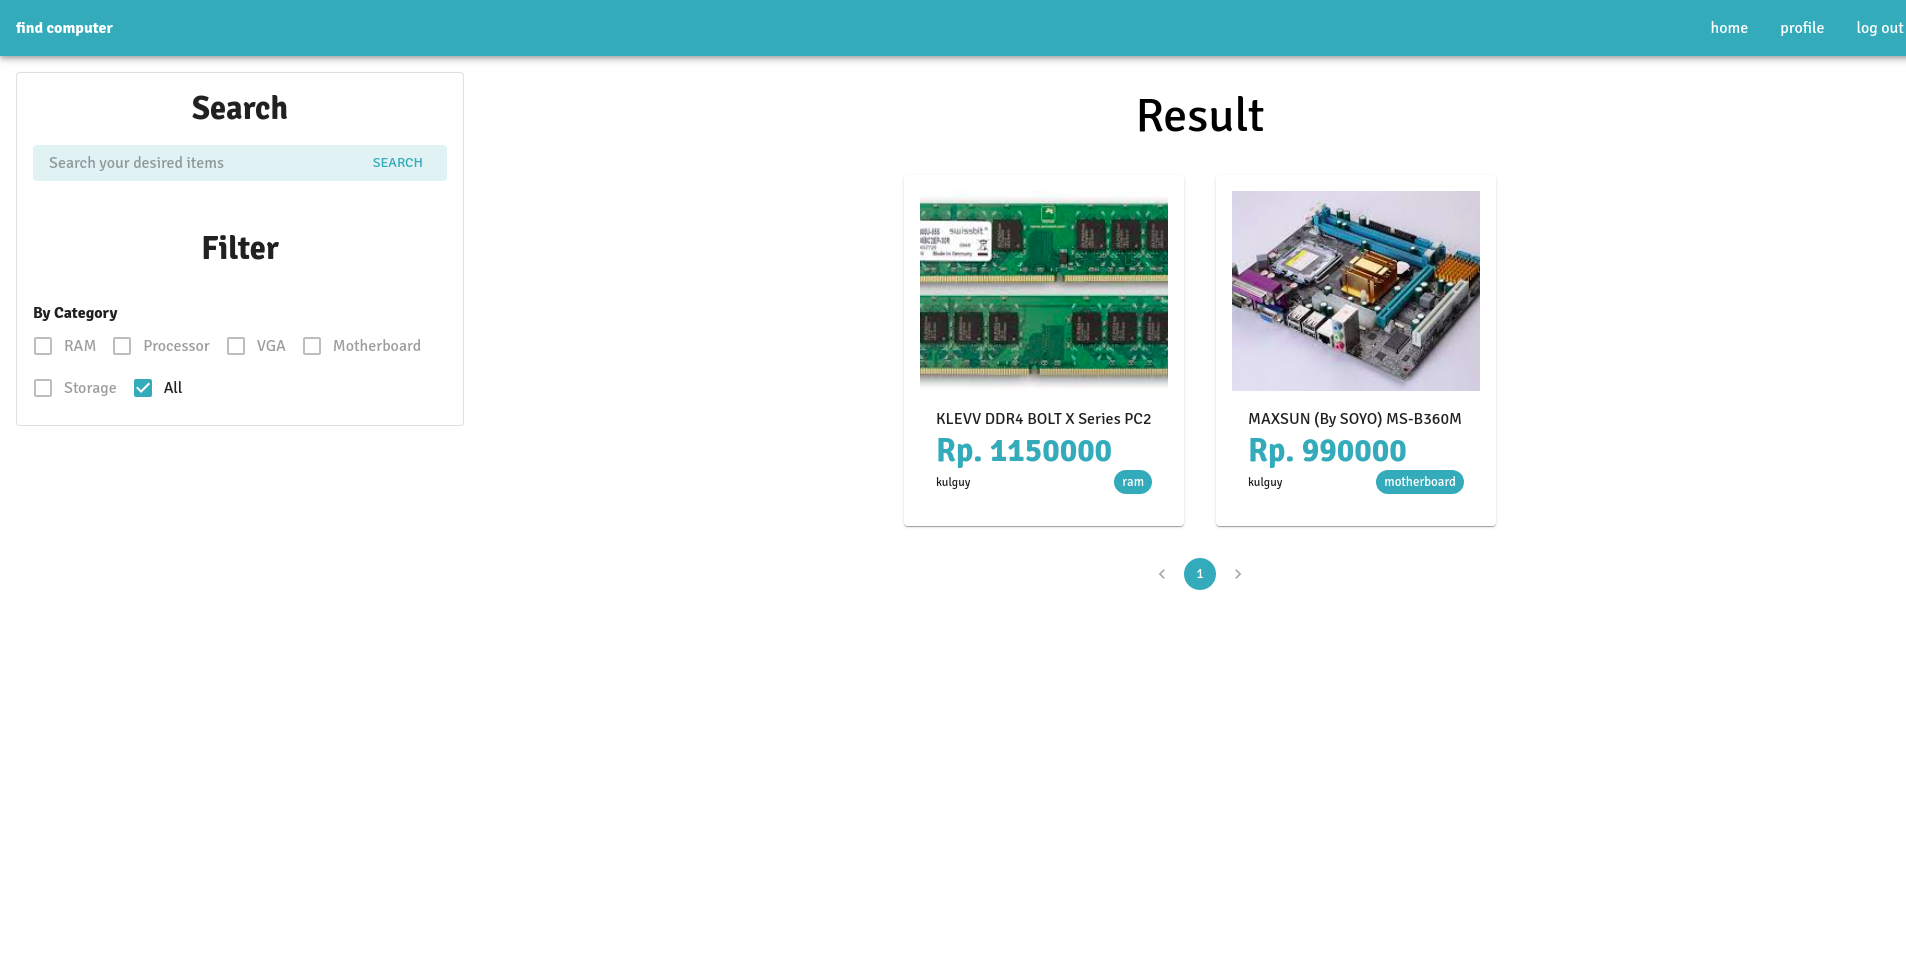 find computer
home
profile
log out
Search
Search your desired items
SEARCH
Filter
By Category
RAM
Processor
VGA
Motherboard
Storage
All
Result
swissbit
Made in Germany
KLEVV DDR4 BOLT X Series PC2
Rp. 1150000
kulguy
ram
MAXSUN (By SOYO) MS-B360M
Rp. 990000
kulguy
motherboard
1